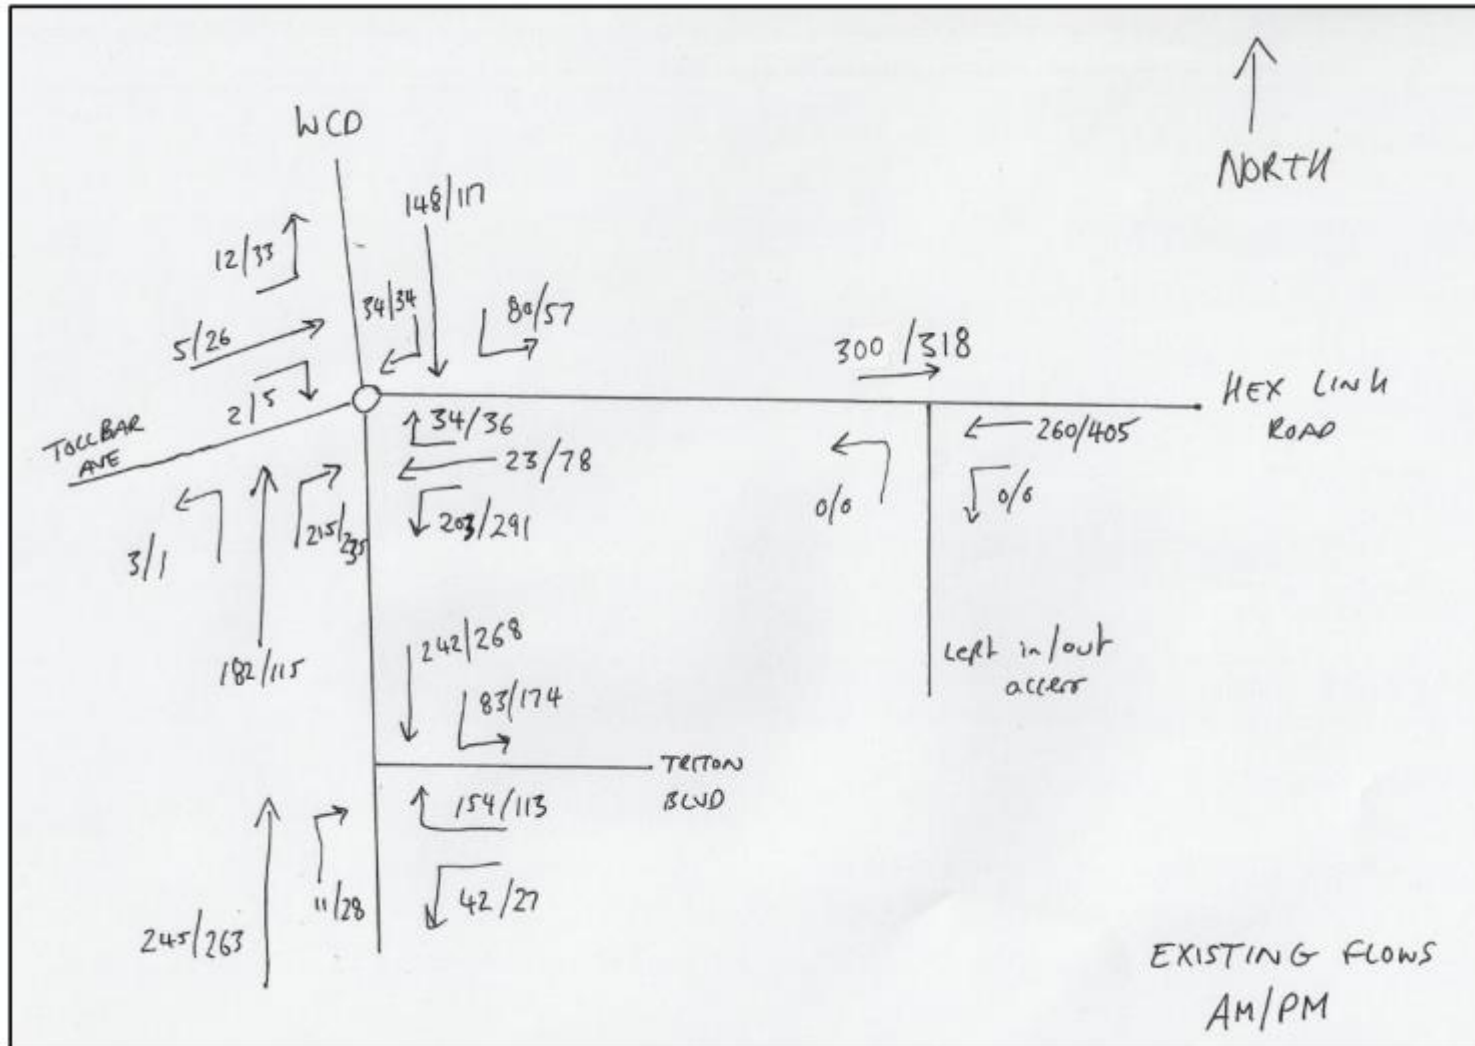 WCD
NORTH
148/117
12/33
34/34
80/57
5/26
300/318
2/5
HEX LINK
ROAD
TOLLBAR
AVE
34/36
260/405
23/78
0/0
0/0
203/291
3/1
215/235
182/115
242/268
Left in/out
access
83/174
TRITON
BLVD
154/113
42/27
11/28
245/263
EXISTING FLOWS
AM/PM